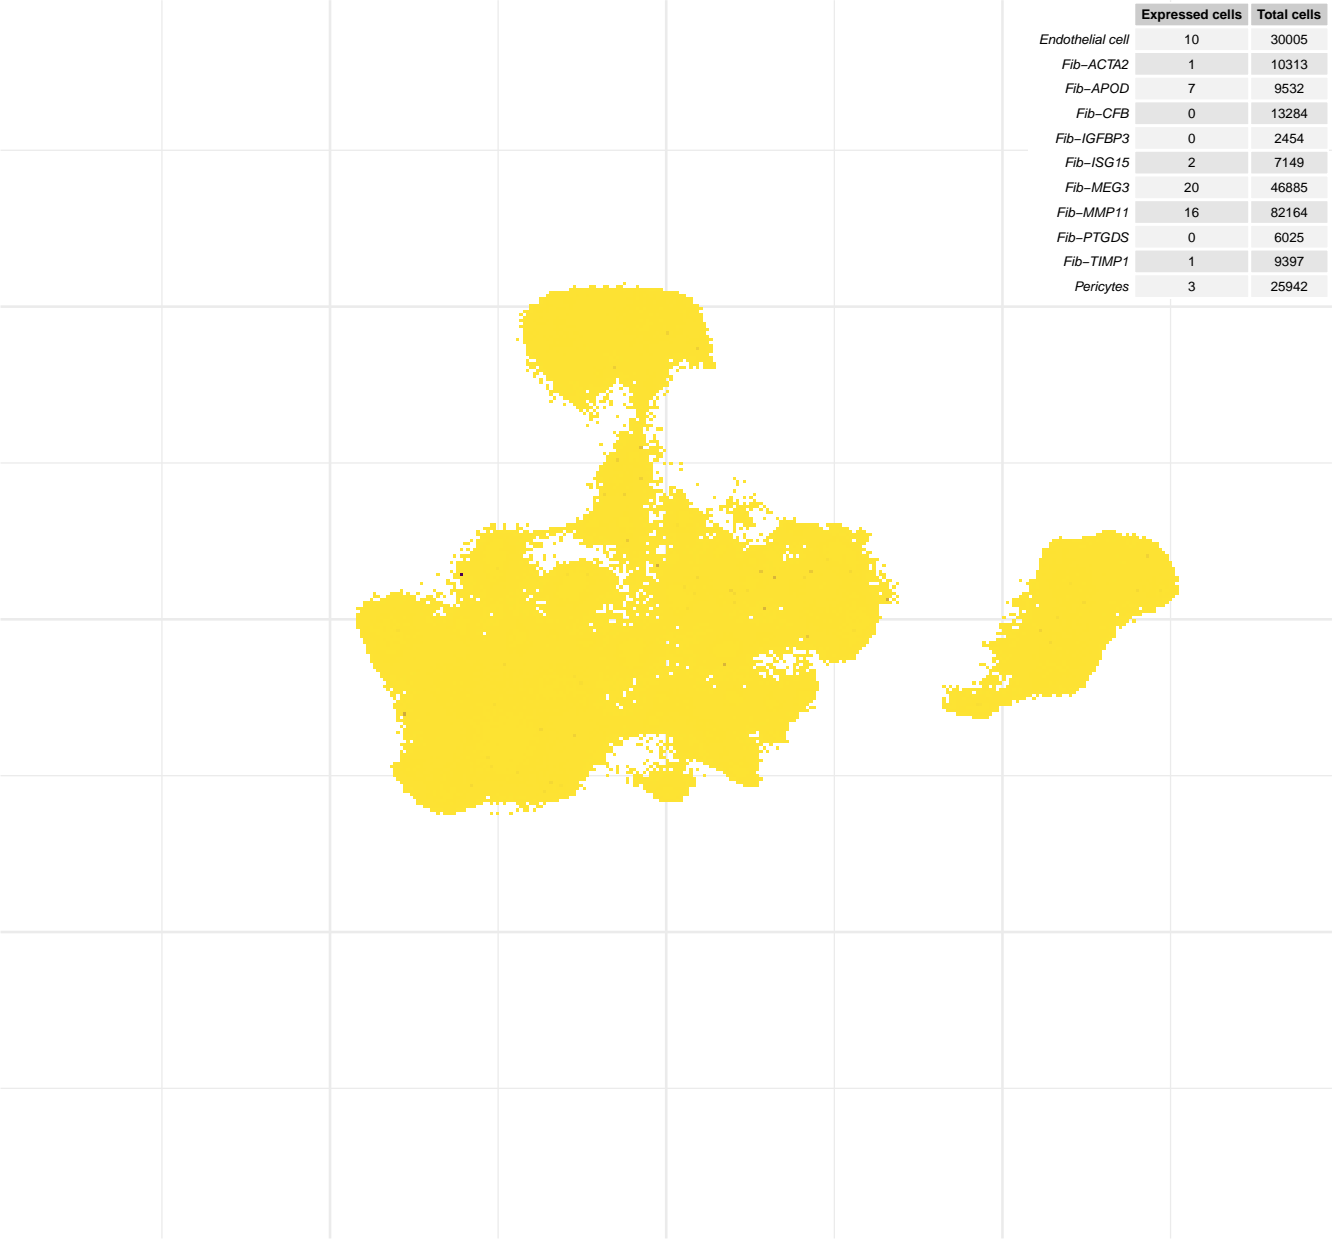 Expressed cells Total cells
Endothelial cell 10 30005
Fib−ACTA2 1 10313
Fib−APOD 7 9532
Fib−CFB 0 13284
Fib−IGFBP3 0 2454
Fib−ISG15 2 7149
Fib−MEG3 20 46885
Fib−MMP11 16 82164
Fib−PTGDS 0 6025
Fib−TIMP1 1 9397
Pericytes 3 25942